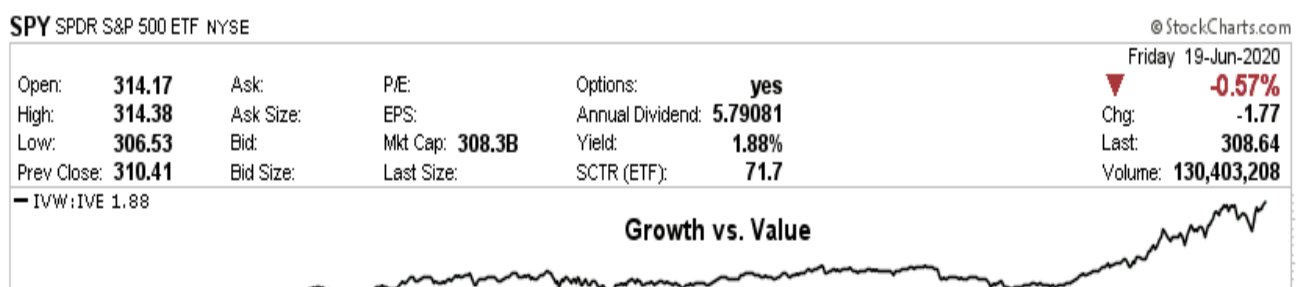 SPY SPDR S&P 500 ETF NYSE © StockCharts.com
Friday 19-Jun-2020
Open: 314.17 Ask: P/E: Options: yes ▼ -0.57%
High: 314.38 Ask Size: EPS: Annual Dividend: 5.79081 Chg: -1.77
Low: 306.53 Bid: Mkt Cap: 308.3B Yield: 1.88% Last: 308.64
Prev Close: 310.41 Bid Size: Last Size: SCTR (ETF): 71.7 Volume: 130,403,208
IVW:IVE 1.88
Growth vs. Value